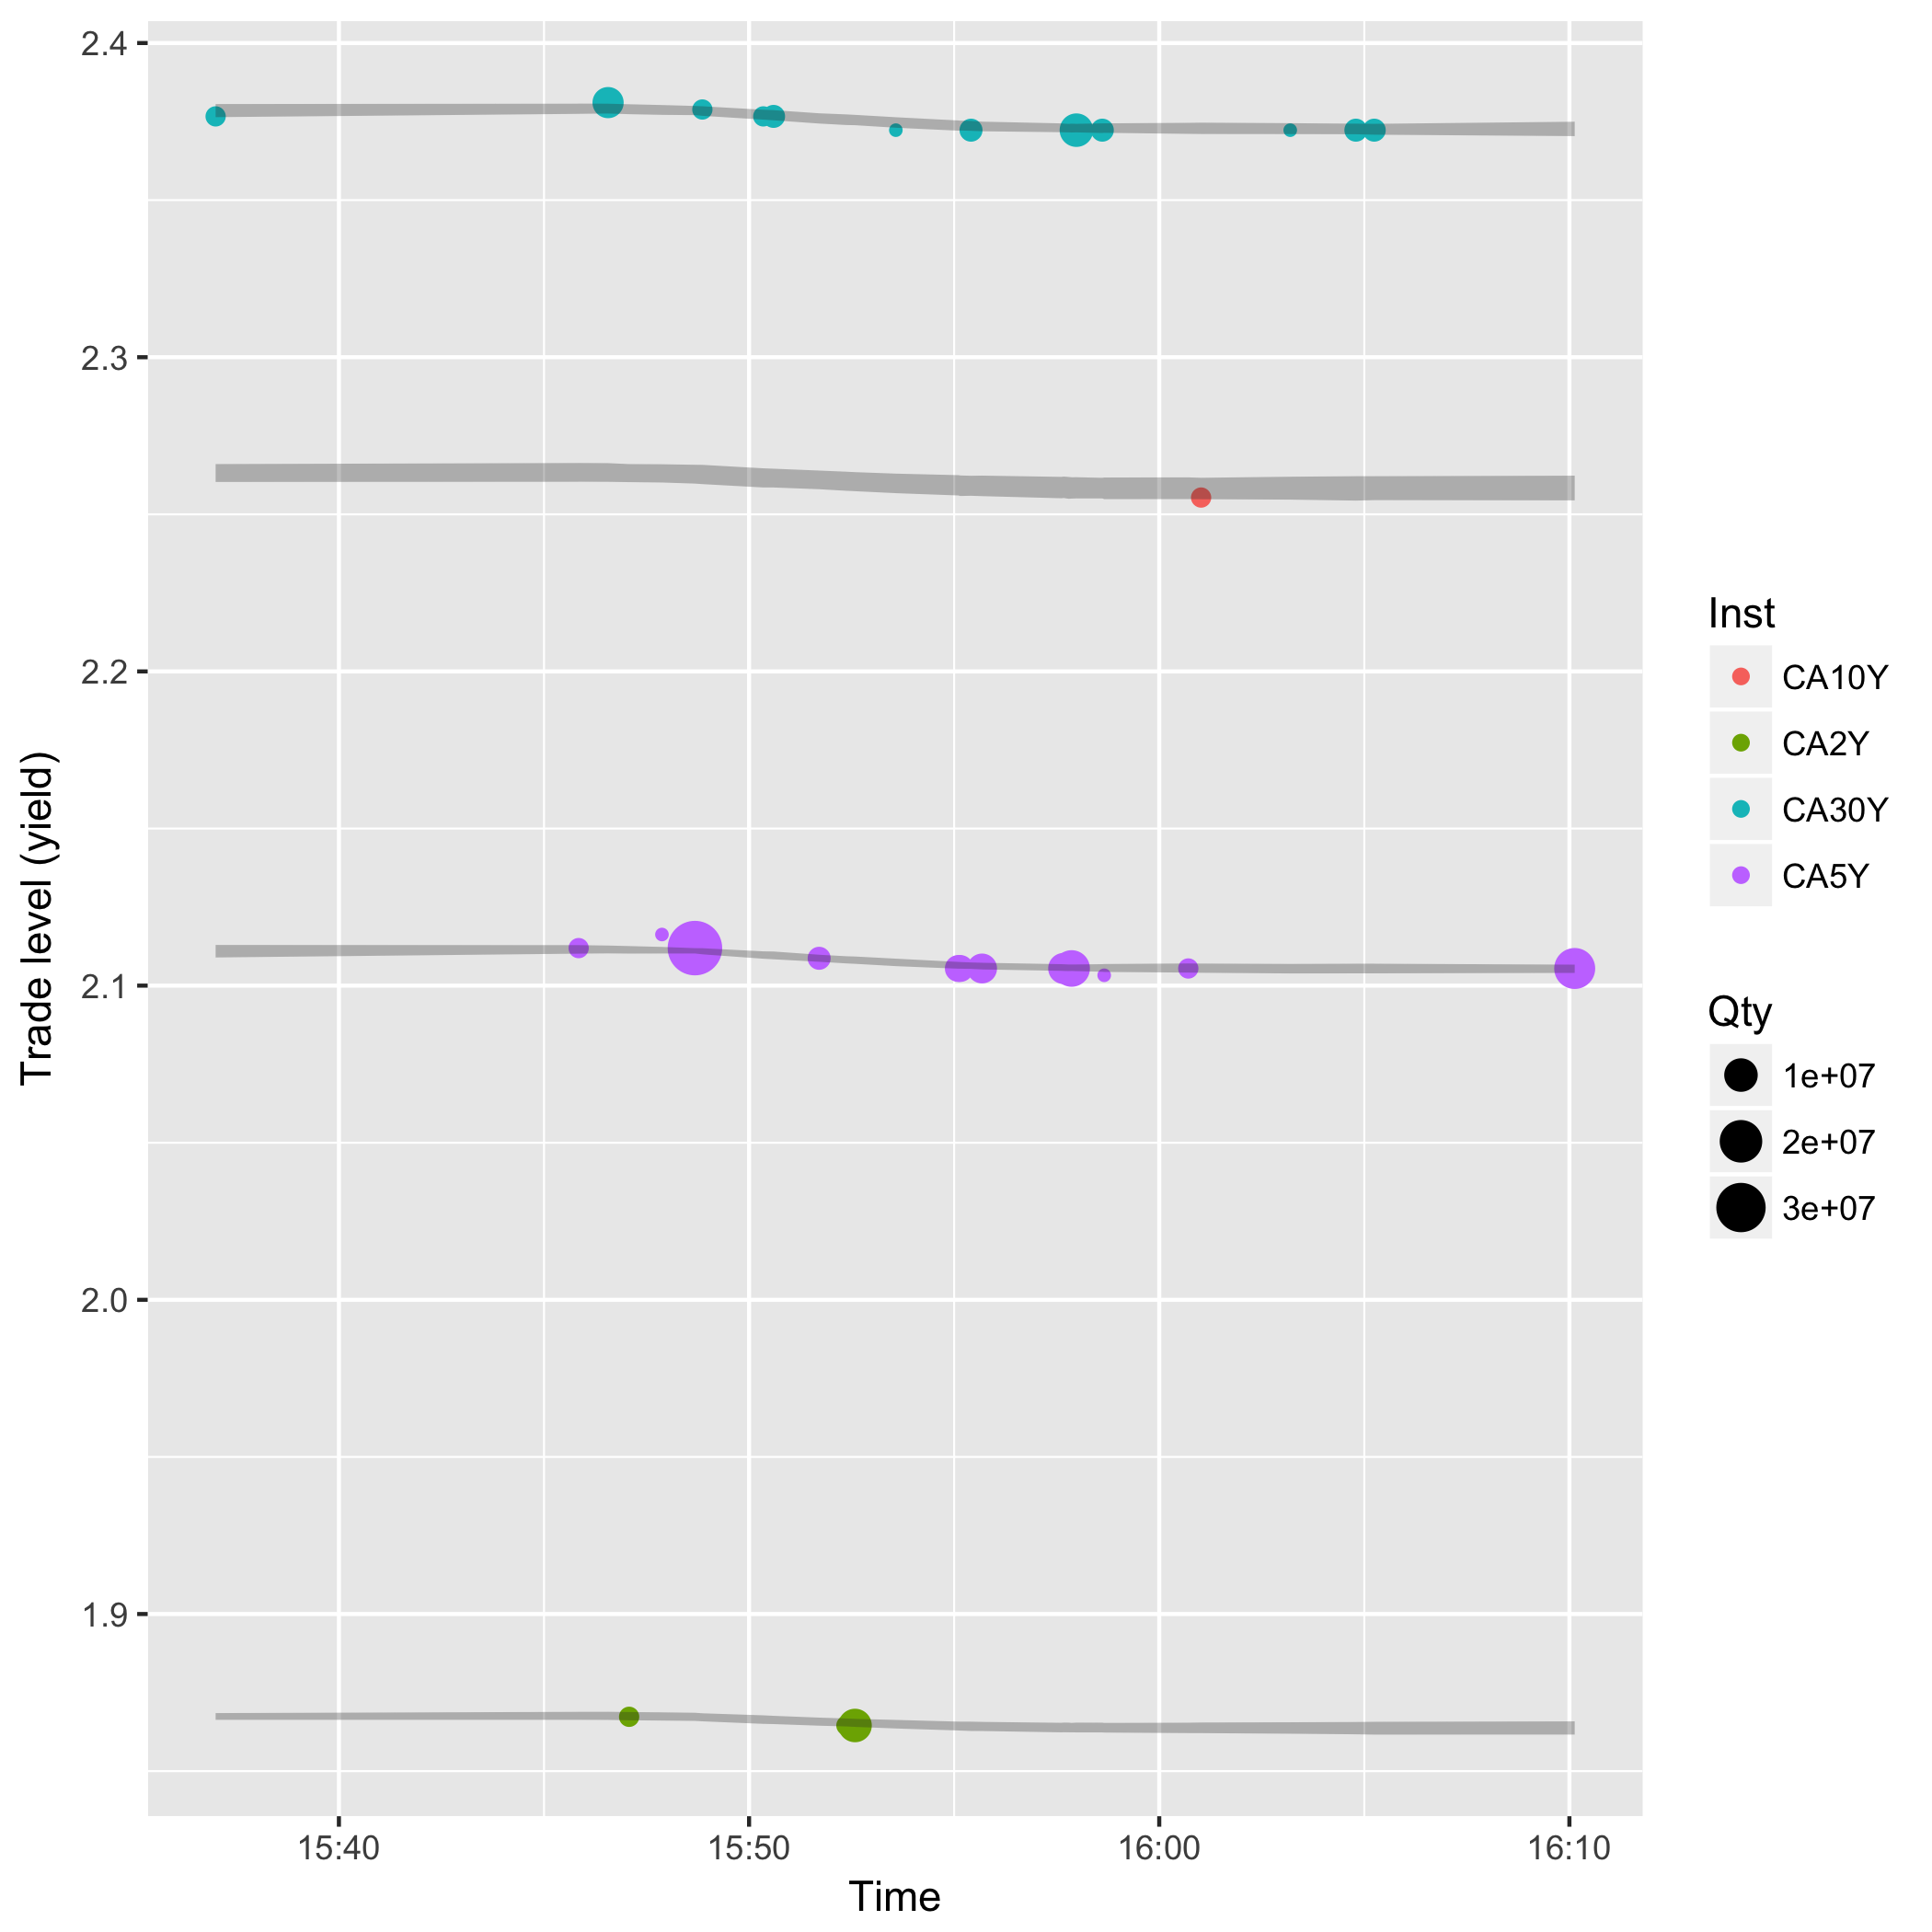 2.4
2.3
2.2
2.1
2.0
1.9
Trade level (yield)
15:40
15:50
16:00
16:10
Time
Inst
CA10Y
CA2Y
CA30Y
CA5Y
Qty
1e+07
2e+07
3e+07